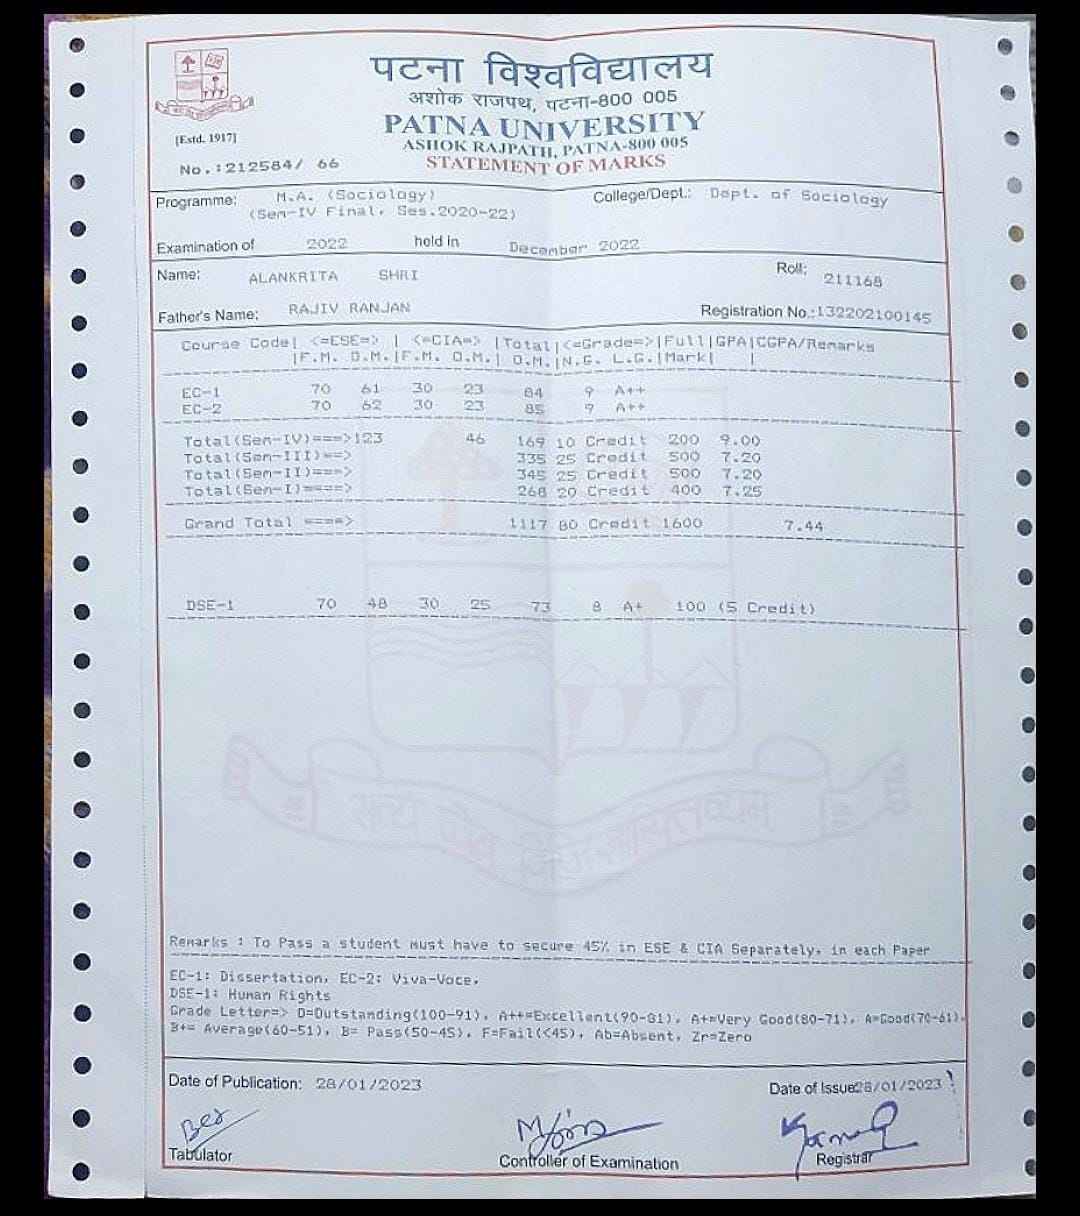 पटना विश्वविद्यालय
अशोक राजपथ, पटना-800 005
PATNA UNIVERSITY
ASHOK RAJPATH, PATNA-800 005
STATEMENT OF MARKS
[Estd. 1917]
No.:212584/ 66
Programme: M.A. (Sociology) College/Dept.: Dept. of Sociology
(Sem-IV Final, Ses.2020-22)
Examination of 2022 held in December 2022
Name: ALANKRITA SHRI Roll: 211168
Father's Name: RAJIV RANJAN Registration No.:132202100145
Course Code| <=ESE=> | <=CIA=> |Total|<=Grade=>|Full|GPA|CGPA/Remarks
|F.M. O.M.|F.M. O.M.| O.M.|N.G. L.G.|Mark| |
EC-1 70 61 30 23 84 9 A++
EC-2 70 62 30 23 85 9 A++
Total(Sem-IV)===>123 46 169 10 Credit 200 9.00
Total(Sem-III)==> 335 25 Credit 500 7.20
Total(Sem-II)===> 345 25 Credit 500 7.20
Total(Sem-I)====> 268 20 Credit 400 7.25
Grand Total ====> 1117 80 Credit 1600 7.44
DSE-1 70 48 30 25 73 8 A+ 100 (5 Credit)
Remarks : To Pass a student must have to secure 45% in ESE & CIA Separately, in each Paper
EC-1: Dissertation, EC-2: Viva-Voce,
DSE-1: Human Rights
Grade Letter=> O=Outstanding(100-91), A++=Excellent(90-81), A+=Very Good(80-71), A=Good(70-61),
B+= Average(60-51), B= Pass(50-45), F=Fail(<45), Ab=Absent, Zr=Zero
Date of Publication: 28/01/2023 Date of Issue28/01/2023
Tabulator Controller of Examination Registrar